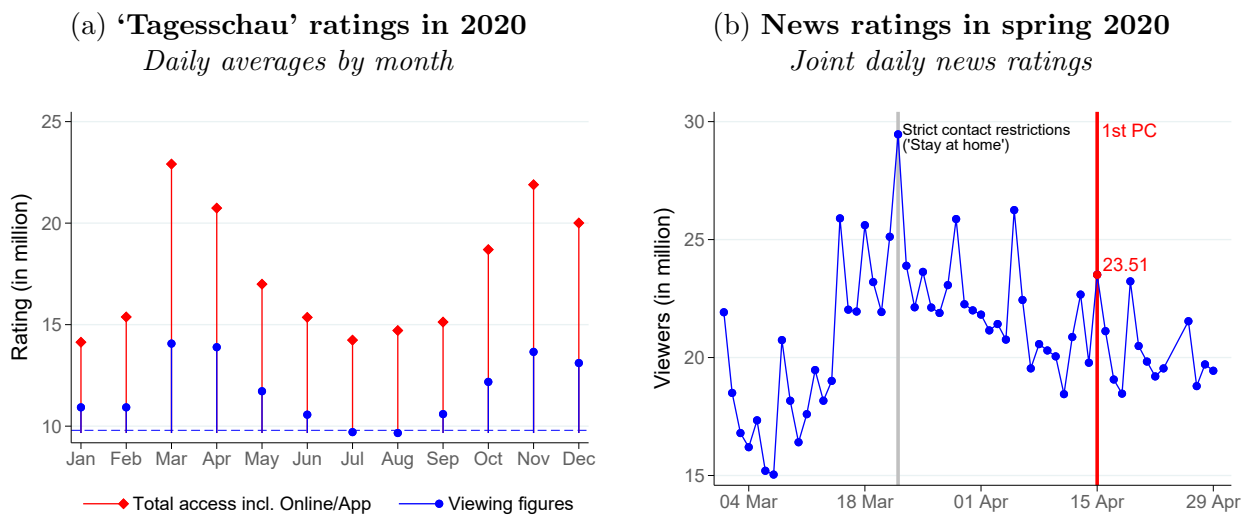 (a) ‘Tagesschau’ ratings in 2020
Daily averages by month
Rating (in million)
25
20
15
10
Jan Feb Mar Apr May Jun Jul Aug Sep Oct Nov Dec
Total access incl. Online/App Viewing figures
(b) News ratings in spring 2020
Joint daily news ratings
Viewers (in million)
30
25
20
15
Strict contact restrictions
('Stay at home')
1st PC
23.51
04 Mar 18 Mar 01 Apr 15 Apr 29 Apr